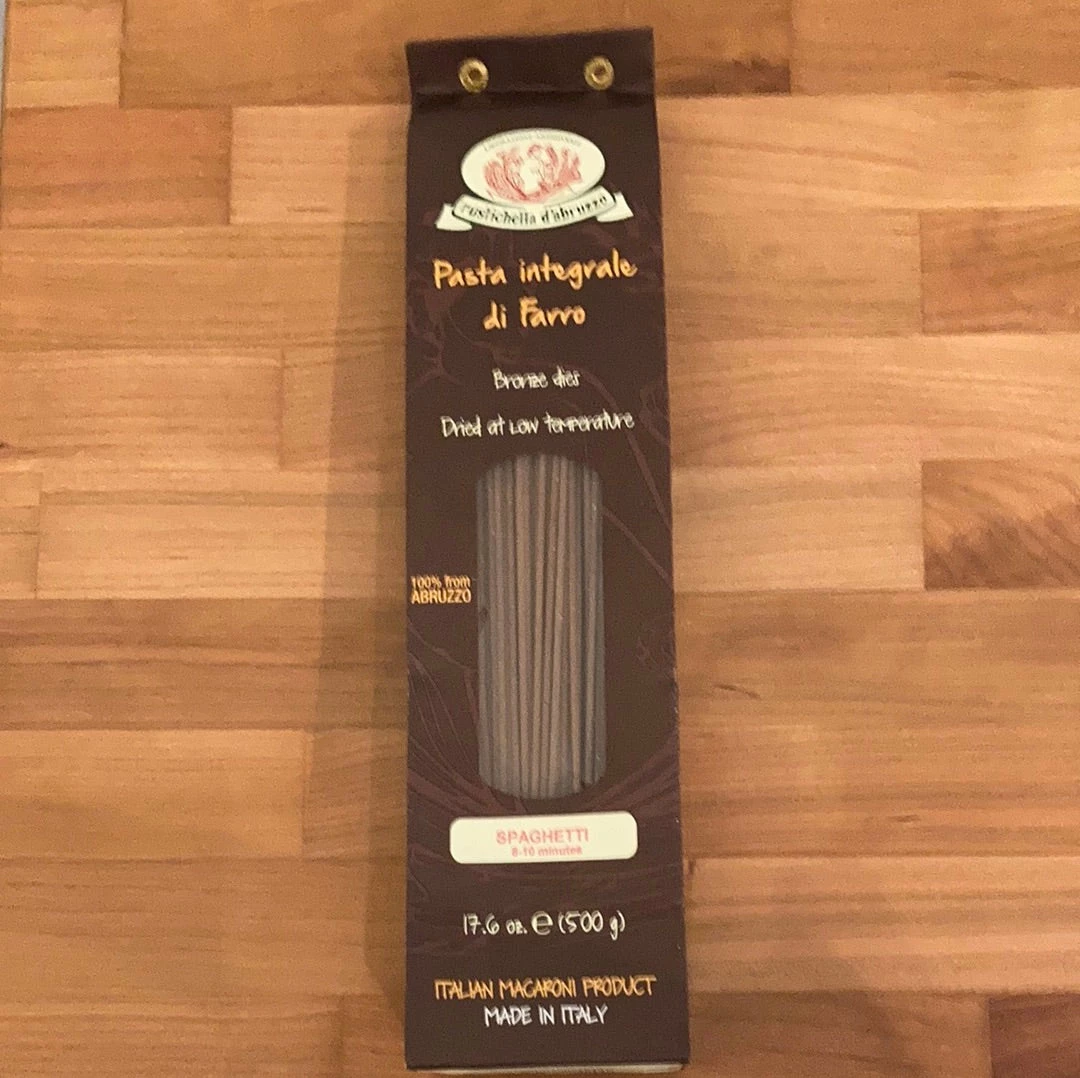 rustichella d'abruzzo
Pasta integrale
di Farro
Bronze dies
Dried at Low temperature
100% from
ABRUZZO
SPAGHETTI
8-10 minutes
17.6 oz. ℮ (500 g)
ITALIAN MACARONI PRODUCT
MADE IN ITALY